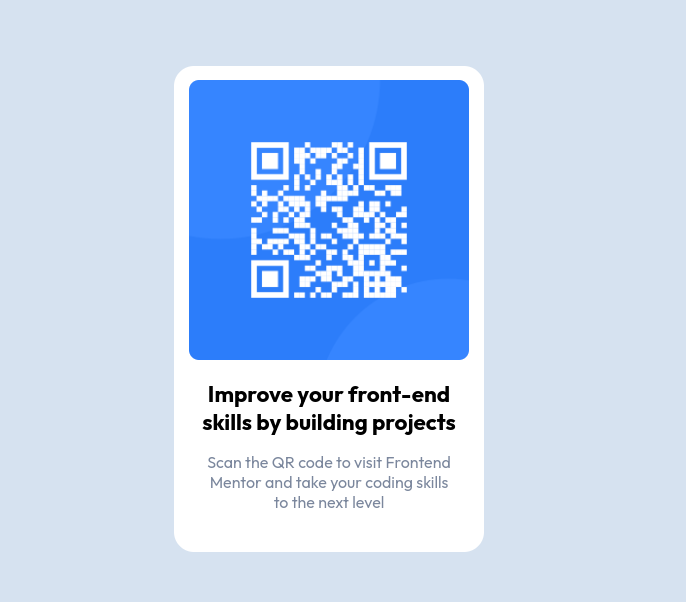 Improve your front-end
skills by building projects
Scan the QR code to visit Frontend
Mentor and take your coding skills
to the next level